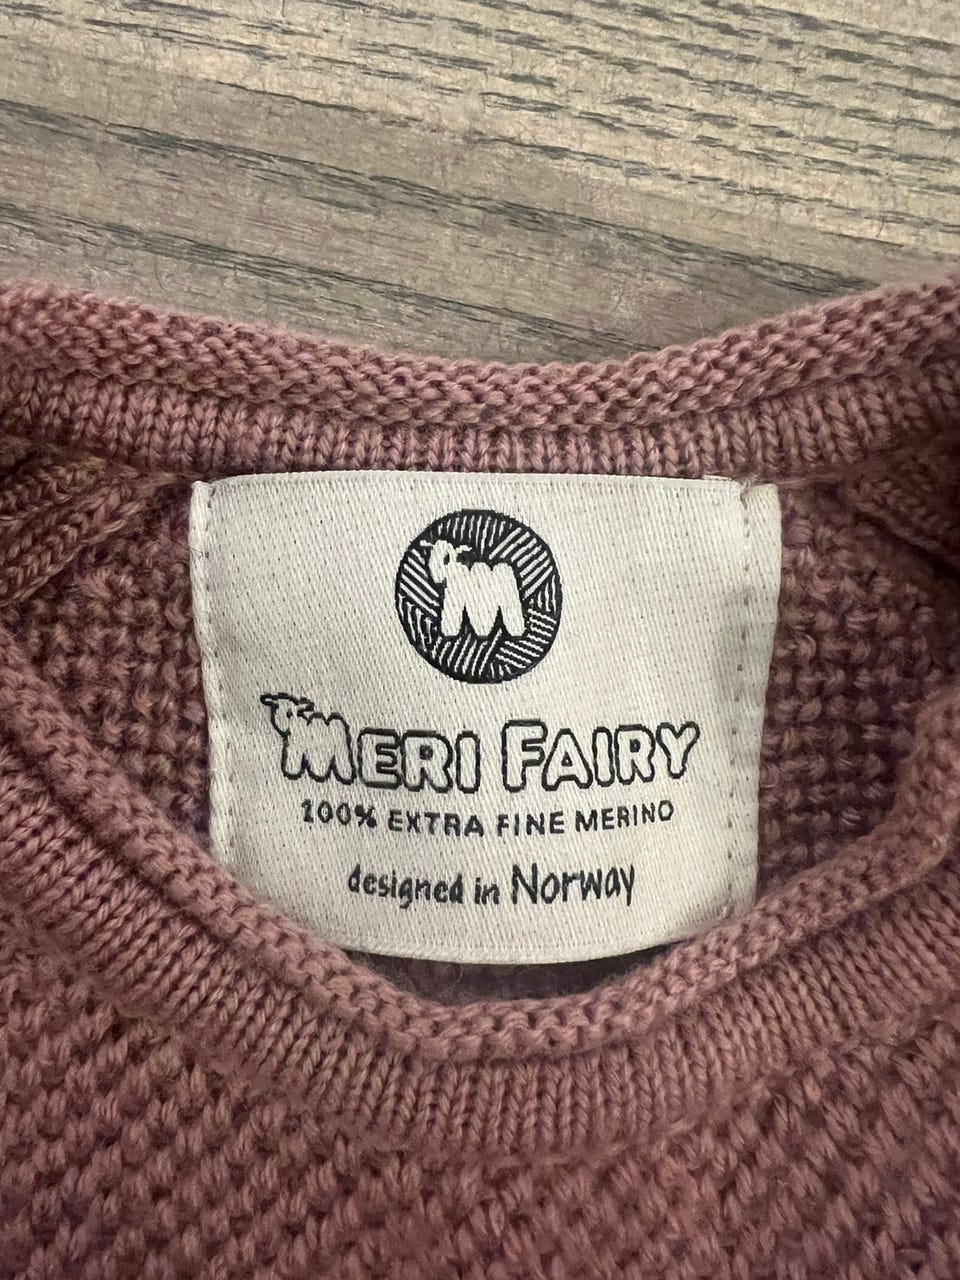 M
MERI FAIRY
100% EXTRA FINE MERINO
designed in Norway